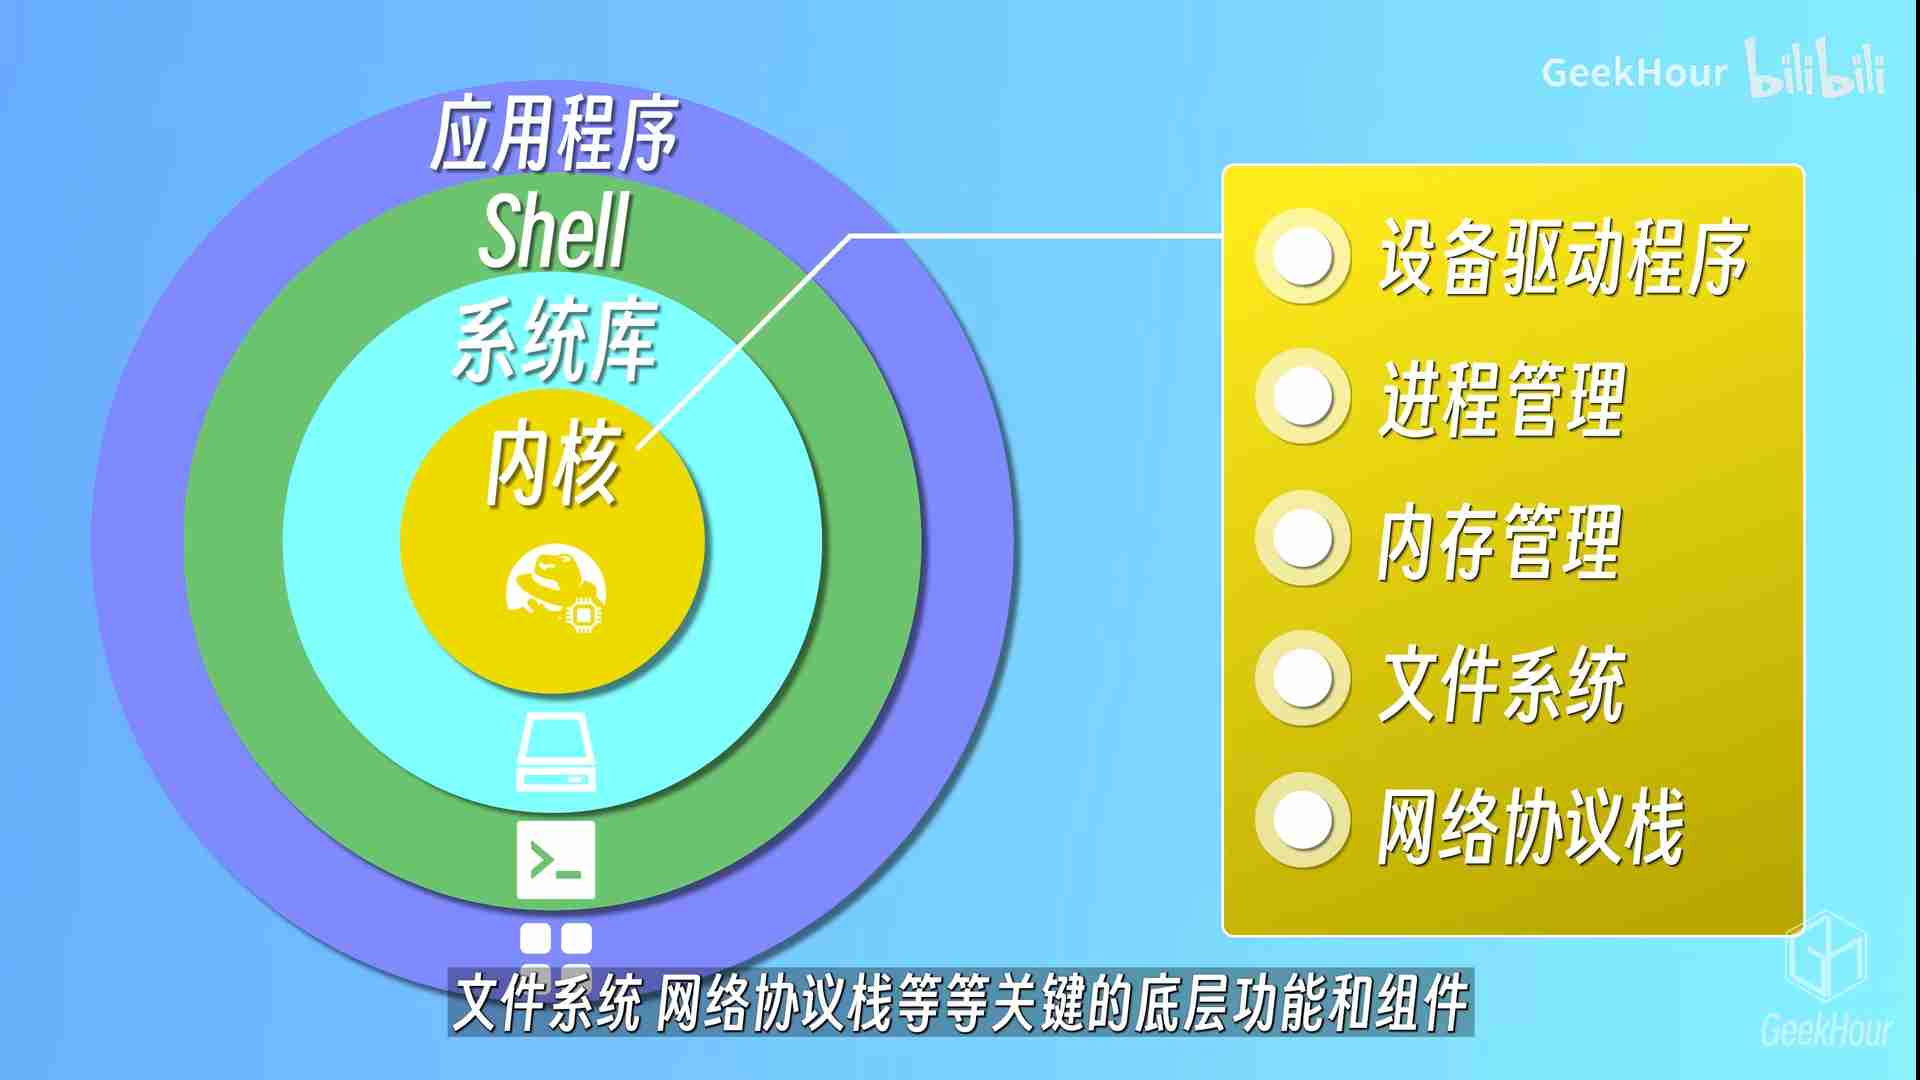 GeekHour bilibili
应用程序
Shell
系统库
内核
设备驱动程序
进程管理
内存管理
文件系统
网络协议栈
文件系统 网络协议栈等等关键的底层功能和组件
GeekHour